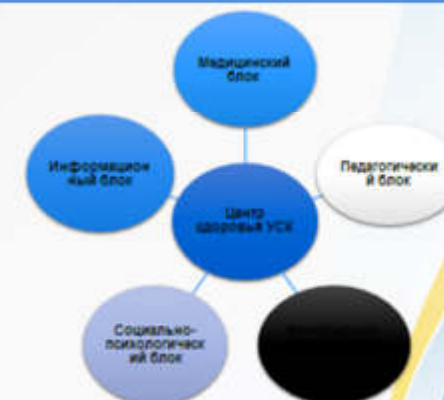 Медицинский
блок
Информацион
ный блок
Педагогически
й блок
Центр
здоровья УСК
Социально-
психологическ
ий блок